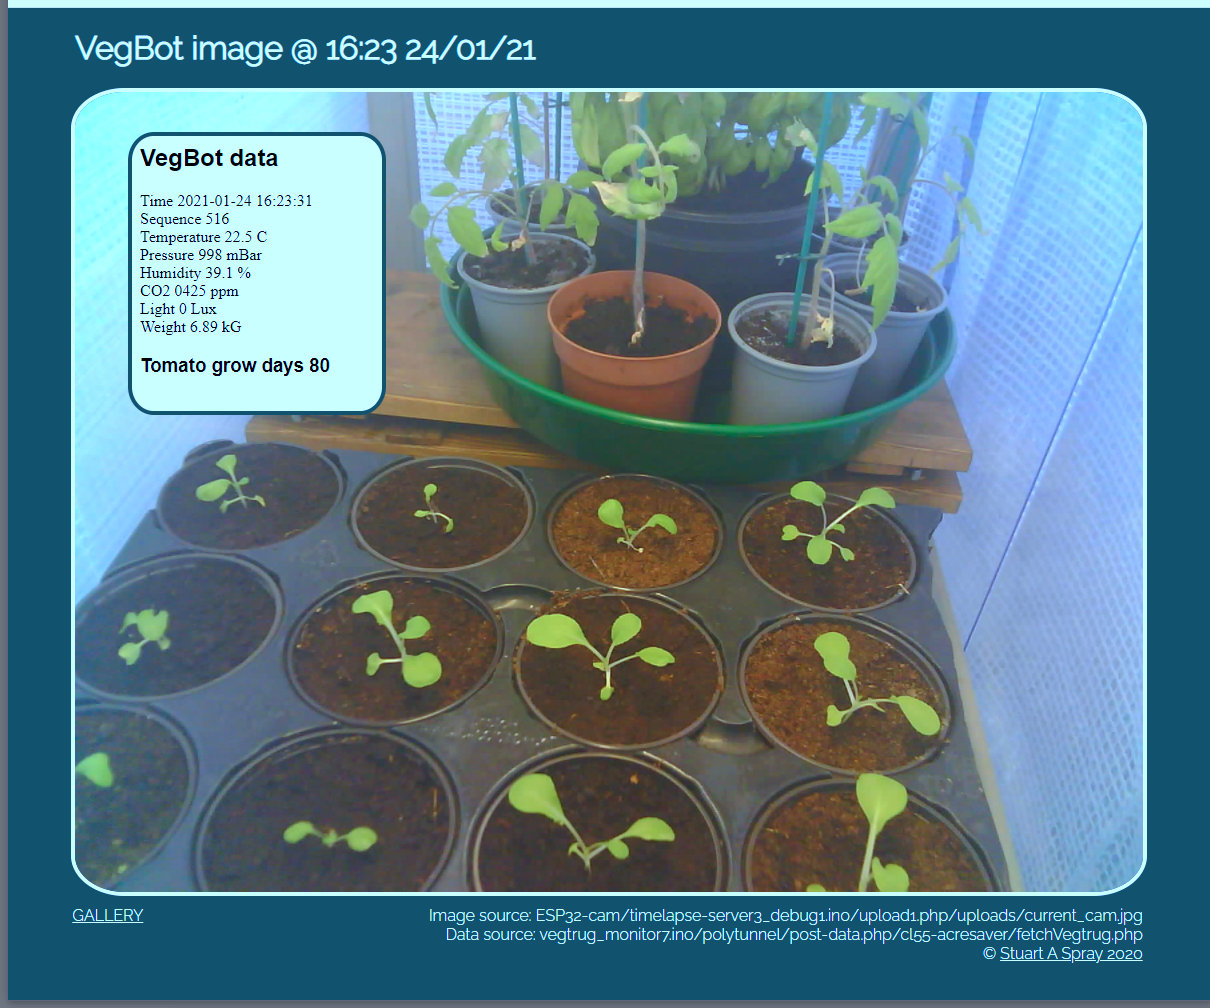 VegBot image @ 16:23 24/01/21
VegBot data
Time 2021-01-24 16:23:31
Sequence 516
Temperature 22.5 C
Pressure 998 mBar
Humidity 39.1 %
CO2 0425 ppm
Light 0 Lux
Weight 6.89 kG
Tomato grow days 80
GALLERY
Image source: ESP32-cam/timelapse-server3_debug1.ino/upload1.php/uploads/current_cam.jpg
Data source: vegtrug_monitor7.ino/polytunnel/post-data.php/cl55-acresaver/fetchVegtrug.php
© Stuart A Spray 2020